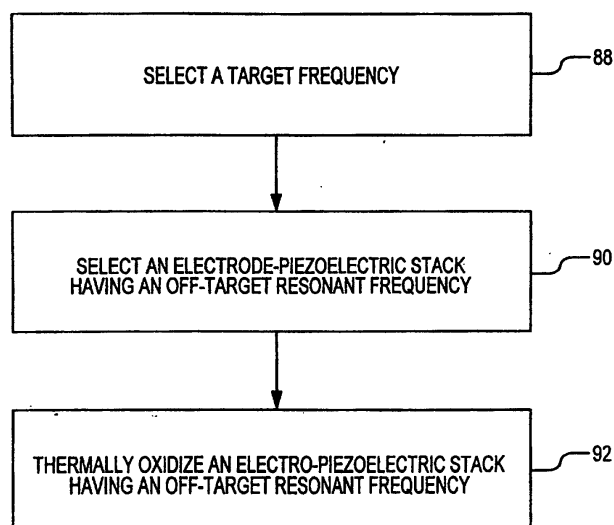 SELECT A TARGET FREQUENCY
88
SELECT AN ELECTRODE-PIEZOELECTRIC STACK
HAVING AN OFF-TARGET RESONANT FREQUENCY
90
THERMALLY OXIDIZE AN ELECTRO-PIEZOELECTRIC STACK
HAVING AN OFF-TARGET RESONANT FREQUENCY
92